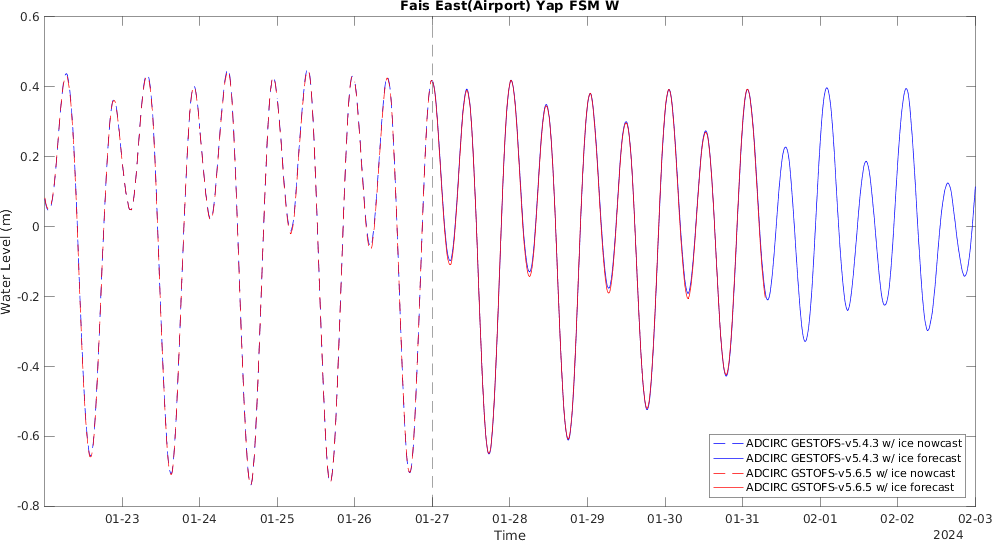 Fais East(Airport) Yap FSM W
0.6
0.4
0.2
0
-0.2
-0.4
-0.6
-0.8
Water Level (m)
ADCIRC GESTOFS-v5.4.3 w/ ice nowcast
ADCIRC GESTOFS-v5.4.3 w/ ice forecast
ADCIRC GSTOFS-v5.6.5 w/ ice nowcast
ADCIRC GSTOFS-v5.6.5 w/ ice forecast
01-23 01-24 01-25 01-26 01-27 01-28 01-29 01-30 01-31 02-01 02-02 02-03
Time
2024